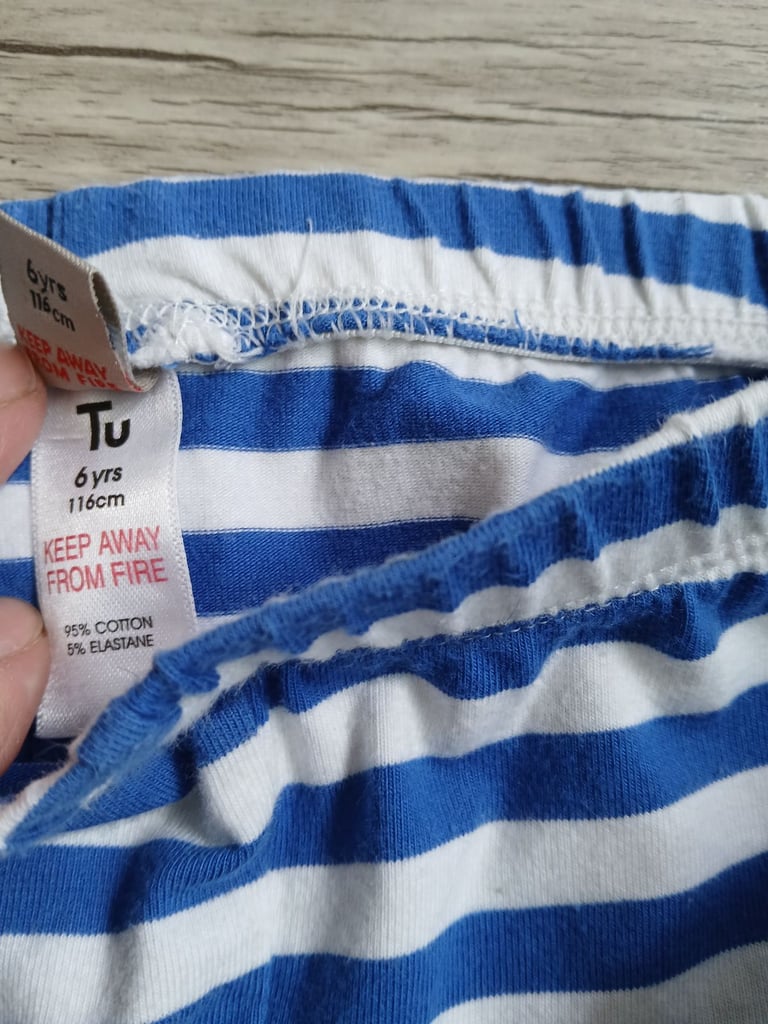 6yrs
116cm
KEEP AWAY
FROM FIRE
Tu
6 yrs
116cm
KEEP AWAY
FROM FIRE
95% COTTON
5% ELASTANE